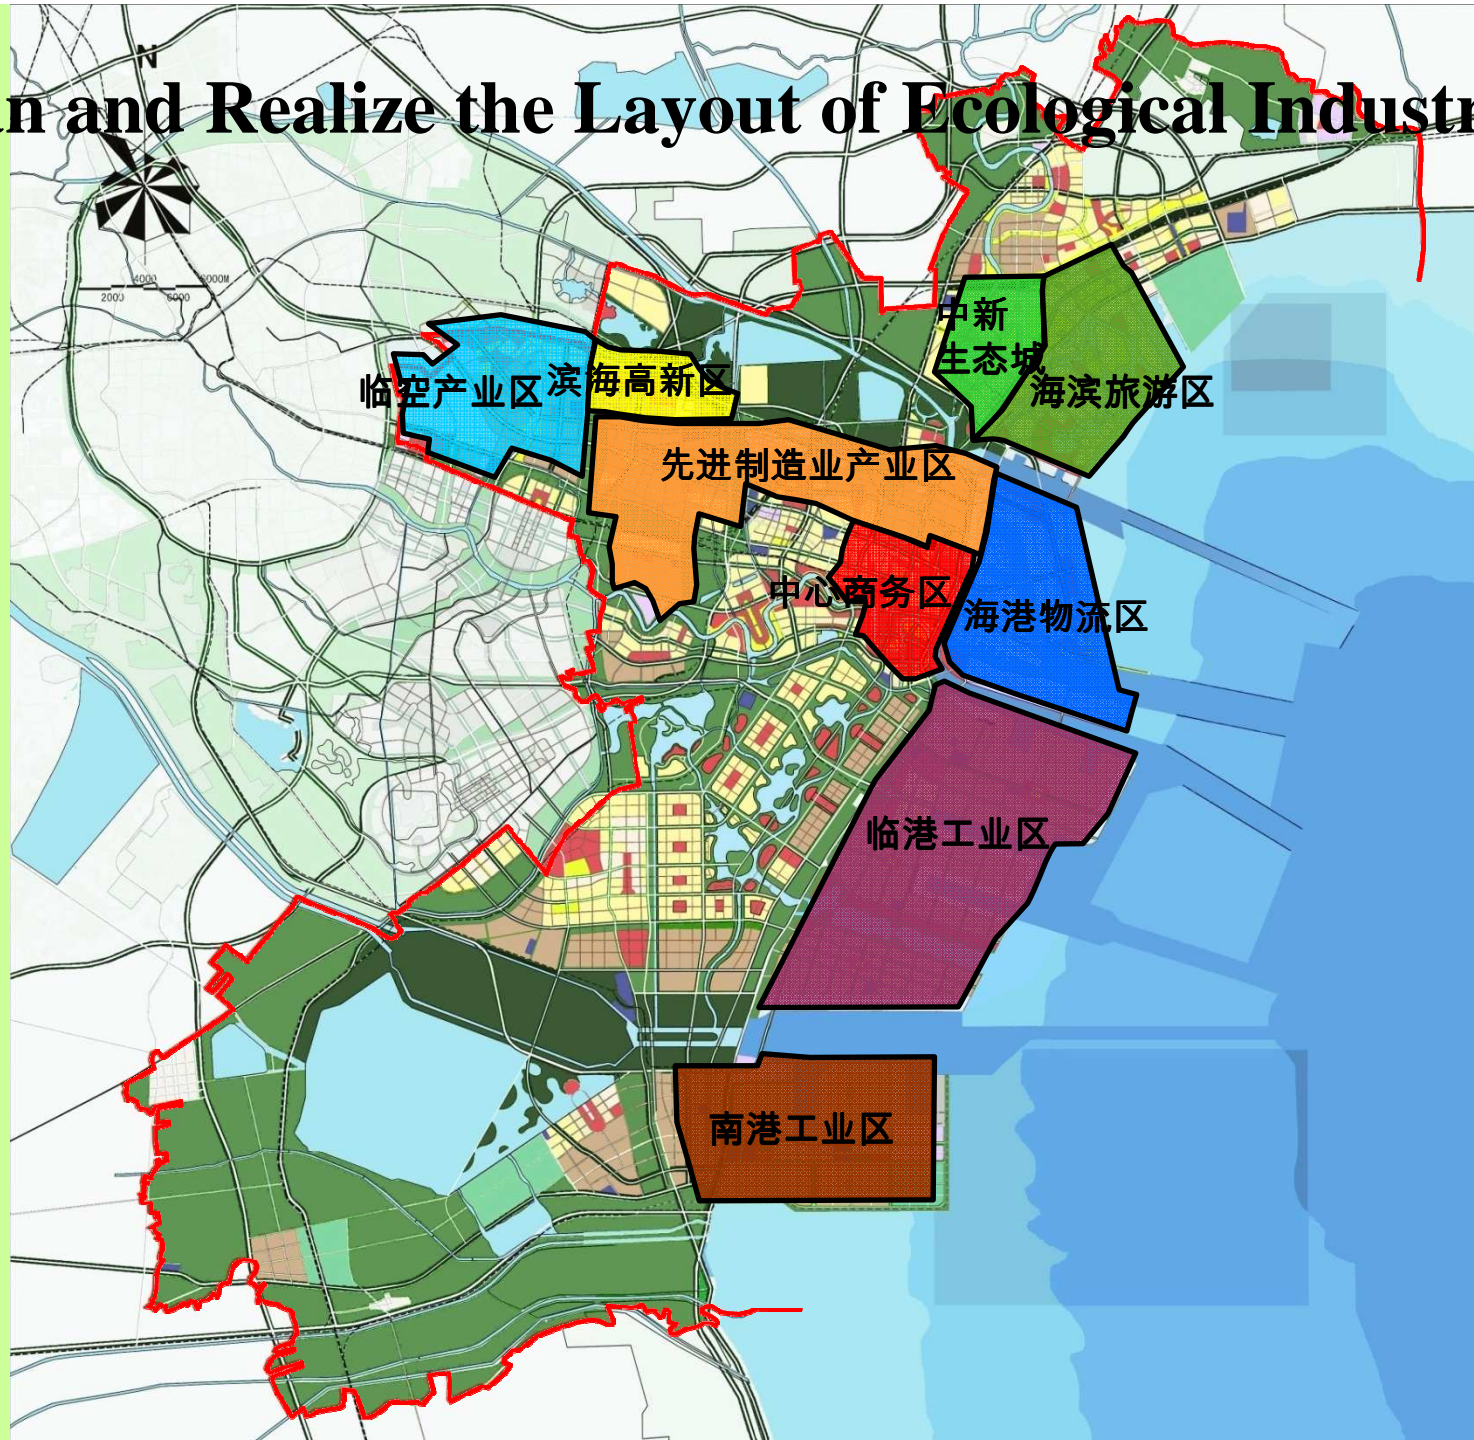 N
an and Realize the Layout of Ecological Industr
4000 8000M
2000 6000
中新
生态城
海滨旅游区
临空产业区
滨海高新区
先进制造业产业区
中心商务区
海港物流区
临港工业区
南港工业区